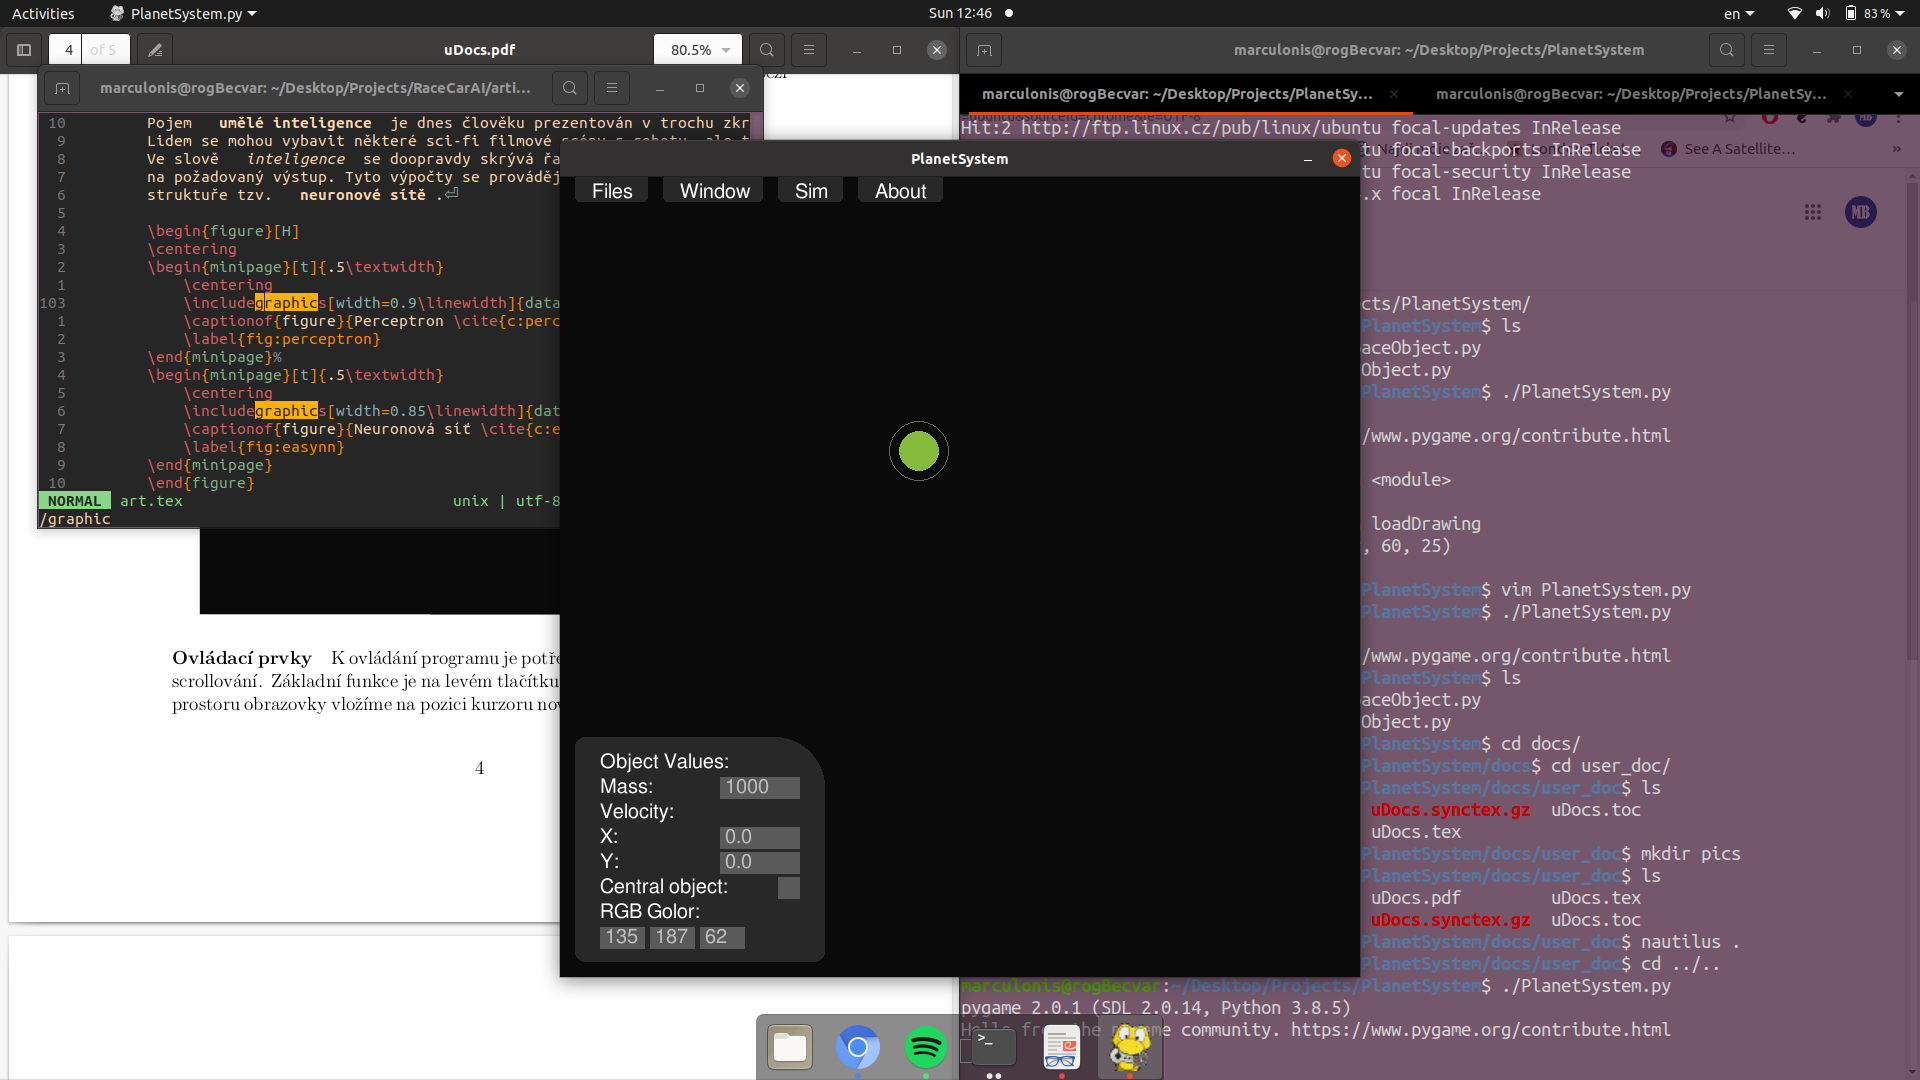 Activities
PlanetSystem.py
Sun 12:46
en
83 %
4 of 5
uDocs.pdf
80.5%
marculonis@rogBecvar: ~/Desktop/Projects/PlanetSystem
marculonis@rogBecvar: ~/Desktop/Projects/RaceCarAI/arti…
marculonis@rogBecvar: ~/Desktop/Projects/PlanetSy…
marculonis@rogBecvar: ~/Desktop/Projects/PlanetSy…
10 Pojem umělé inteligence je dnes člověku prezentován v trochu zkr
9 Lidem se mohou vybavit některé sci-fi filmové
8 Ve slově inteligence se doopravdy skrývá řa
7 na požadovaný výstup. Tyto výpočty se prováděj
6 struktuře tzv. neuronové sítě .
5
4 \begin{figure}[H]
3 \centering
2 \begin{minipage}[t]{.5\textwidth}
1 \centering
103 \includegraphics[width=0.9\linewidth]{data
1 \captionof{figure}{Perceptron \cite{c:perc
2 \label{fig:perceptron}
3 \end{minipage}%
4 \begin{minipage}[t]{.5\textwidth}
5 \centering
6 \includegraphics[width=0.85\linewidth]{dat
7 \captionof{figure}{Neuronová síť \cite{c:e
8 \label{fig:easynn}
9 \end{minipage}
10 \end{figure}
NORMAL art.tex unix | utf-8
/graphic
Ovládací prvky K ovládání programu je potře
scrollování. Základní funkce je na levém tlačítku
prostoru obrazovky vložíme na pozici kurzoru nov
4
PlanetSystem
Files Window Sim About
Object Values:
Mass: 1000
Velocity:
X: 0.0
Y: 0.0
Central object:
RGB Golor:
135 187 62
Hit:2 http://ftp.linux.cz/pub/linux/ubuntu focal-updates InRelease
tu focal-backports InRelease
tu focal-security InRelease
.x focal InRelease
See A Satellite…
MB
cts/PlanetSystem/
PlanetSystem$ ls
aceObject.py
Object.py
PlanetSystem$ ./PlanetSystem.py
/www.pygame.org/contribute.html
<module>
loadDrawing
, 60, 25)
PlanetSystem$ vim PlanetSystem.py
PlanetSystem$ ./PlanetSystem.py
/www.pygame.org/contribute.html
PlanetSystem$ ls
aceObject.py
Object.py
PlanetSystem$ cd docs/
PlanetSystem/docs$ cd user_doc/
PlanetSystem/docs/user_doc$ ls
uDocs.synctex.gz uDocs.toc
uDocs.tex
PlanetSystem/docs/user_doc$ mkdir pics
PlanetSystem/docs/user_doc$ ls
uDocs.pdf uDocs.tex
uDocs.synctex.gz uDocs.toc
PlanetSystem/docs/user_doc$ nautilus .
PlanetSystem/docs/user_doc$ cd ../..
marculonis@rogBecvar:~/Desktop/Projects/PlanetSystem$ ./PlanetSystem.py
pygame 2.0.1 (SDL 2.0.14, Python 3.8.5)
Hello from the community. https://www.pygame.org/contribute.html